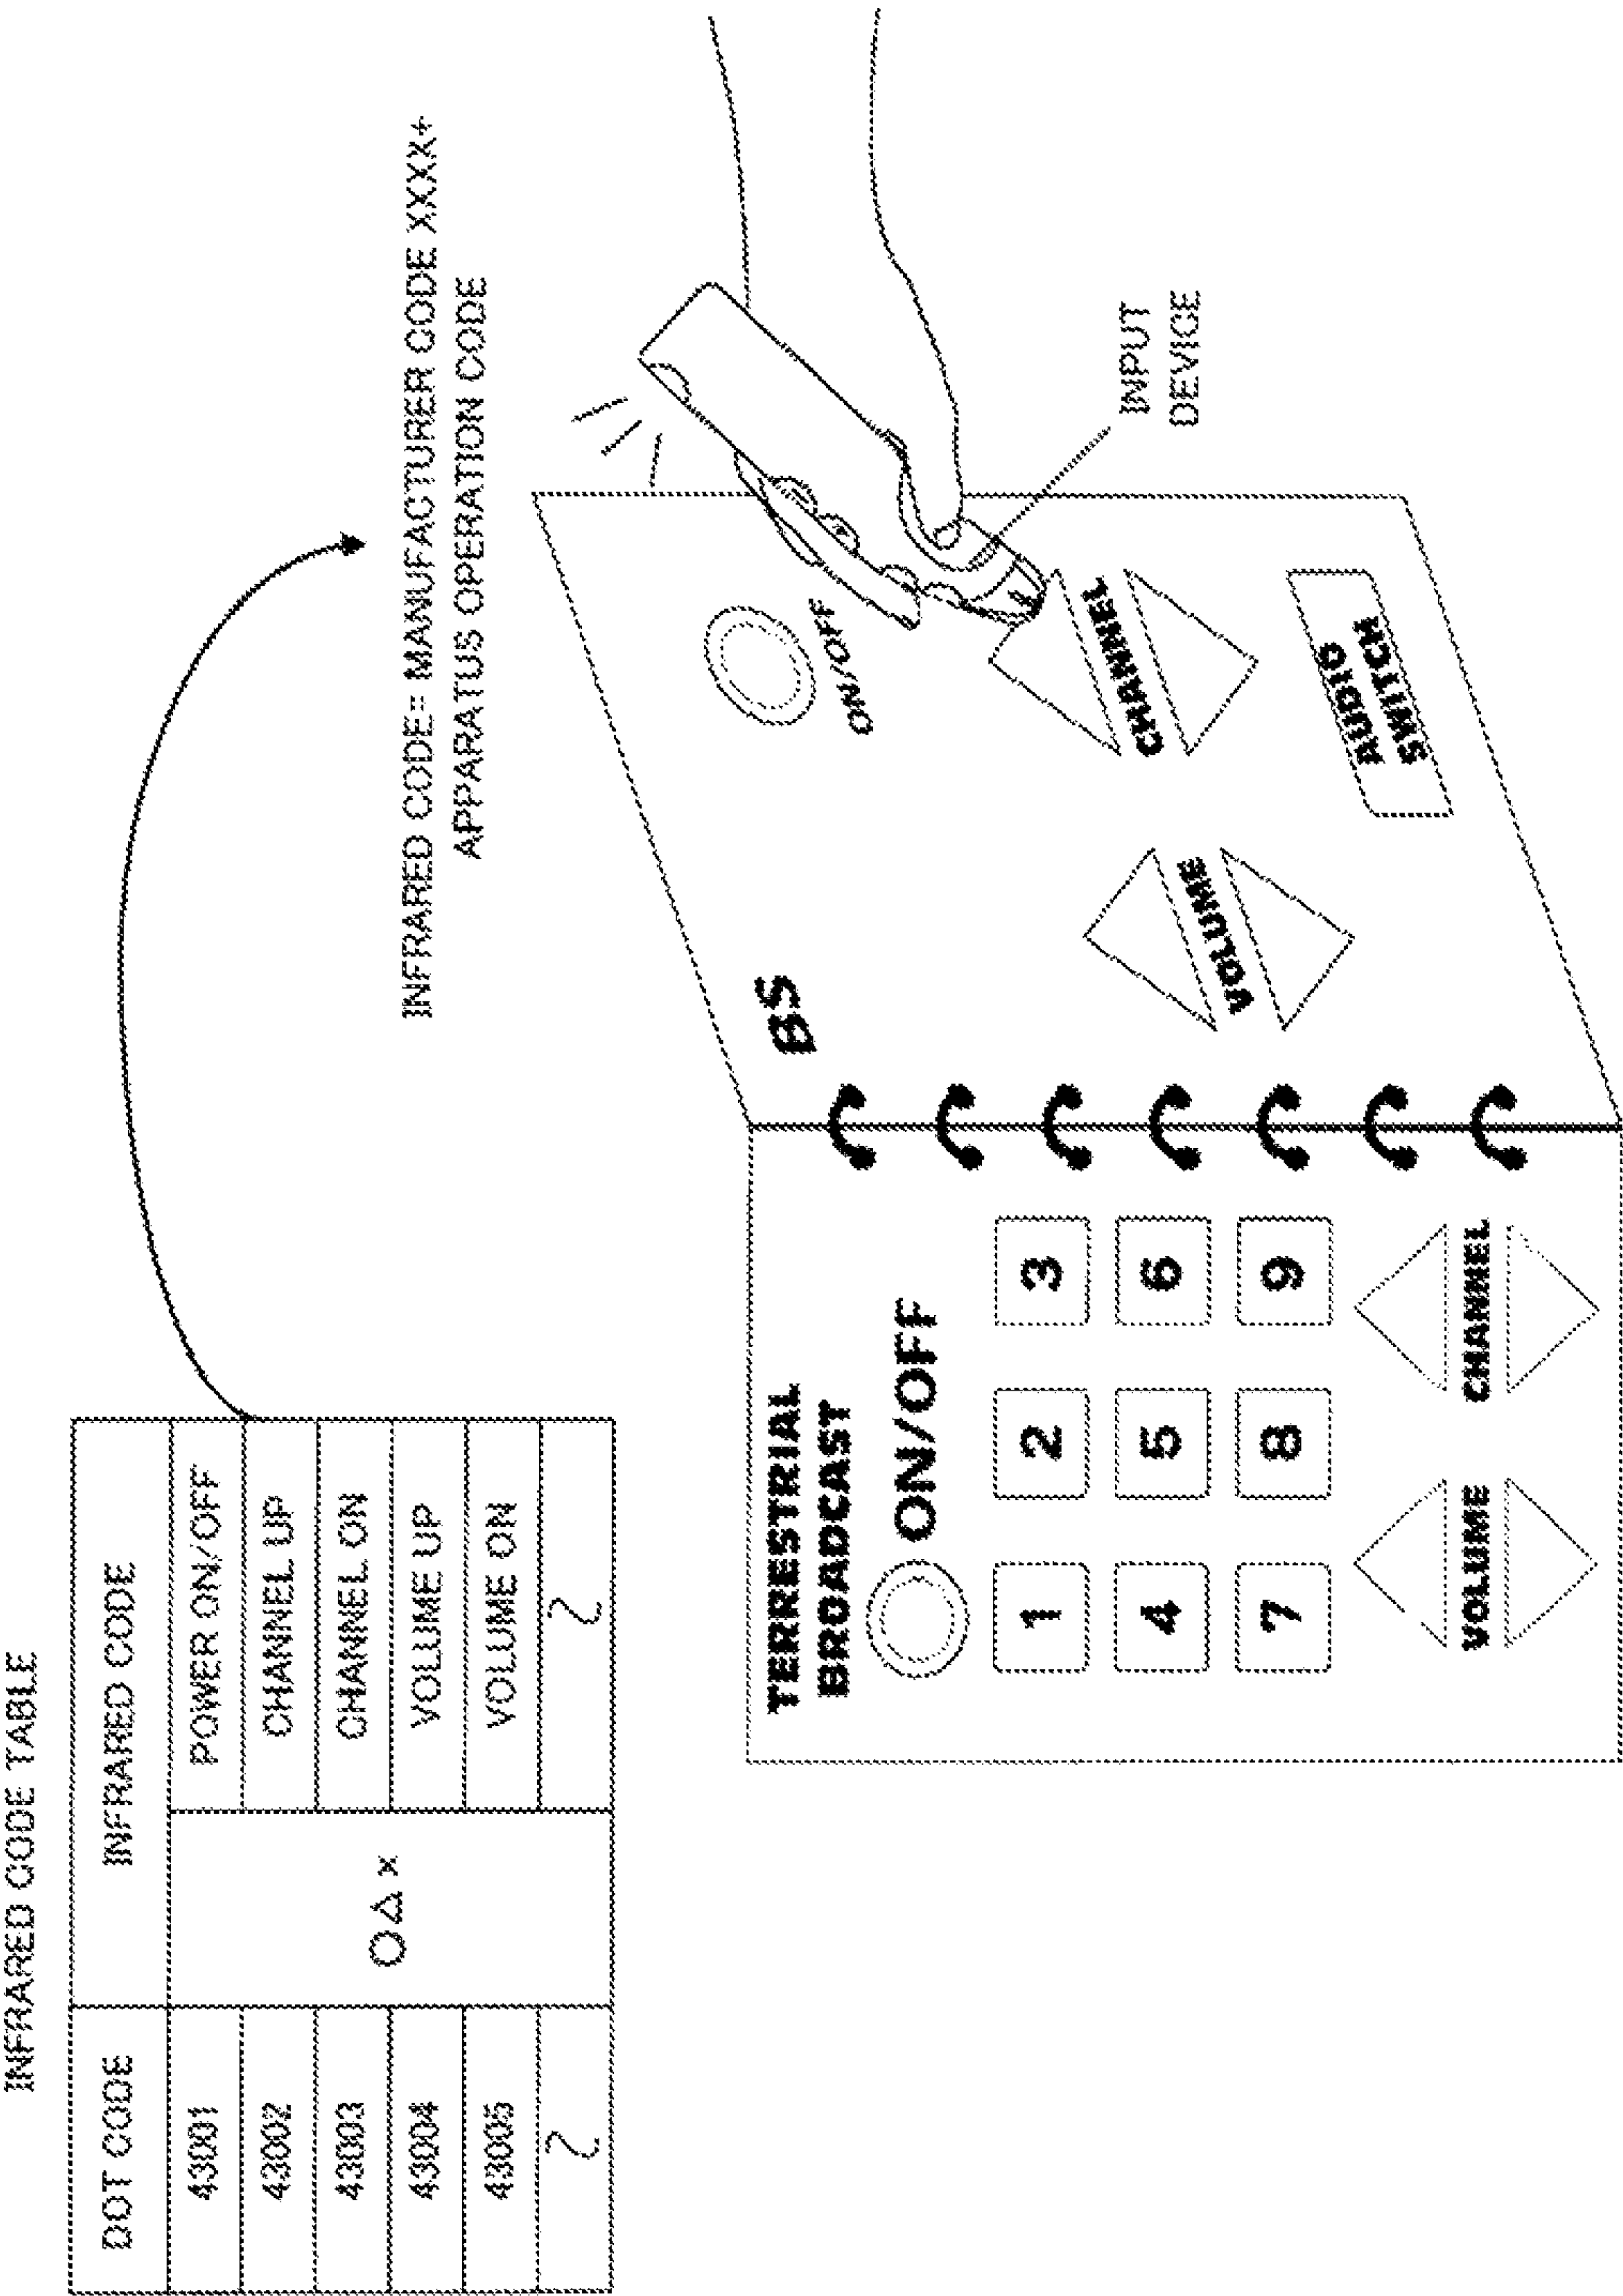 INFRARED CODE TABLE
DOT CODE INFRARED CODE
43001 POWER ON/OFF
43002 CHANNEL UP
43003 ○△× CHANNEL ON
43004 VOLUME UP
43005 VOLUME ON
INFRARED CODE= MANUFACTURER CODE XXX+
APPARATUS OPERATION CODE
TERRESTRIAL
BROADCAST
ON/OFF
1 2 3
4 5 6
7 8 9
VOLUME CHANNEL
BS
ON/OFF
VOLUME
CHANNEL
AUDIO
SWITCH
INPUT
DEVICE